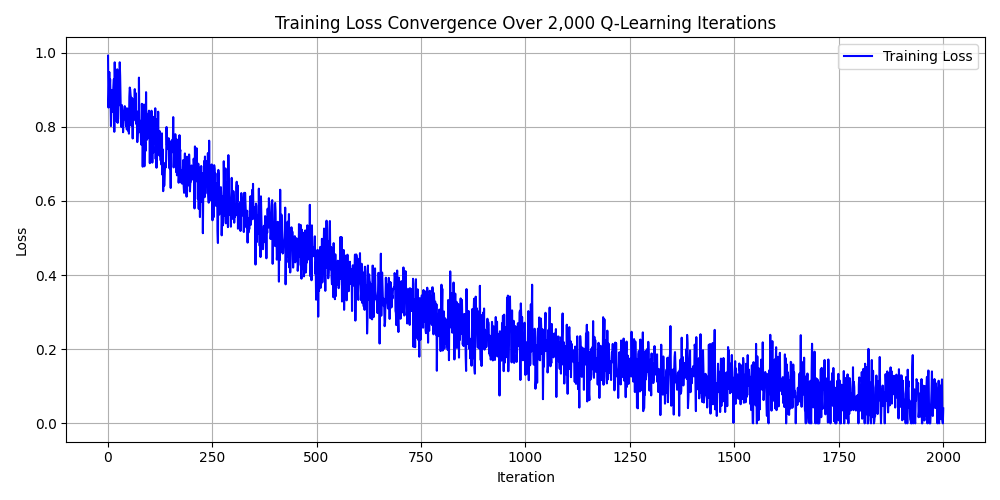 Training Loss Convergence Over 2,000 Q-Learning Iterations
Training Loss
Loss
1.0
0.8
0.6
0.4
0.2
0.0
0 250 500 750 1000 1250 1500 1750 2000
Iteration